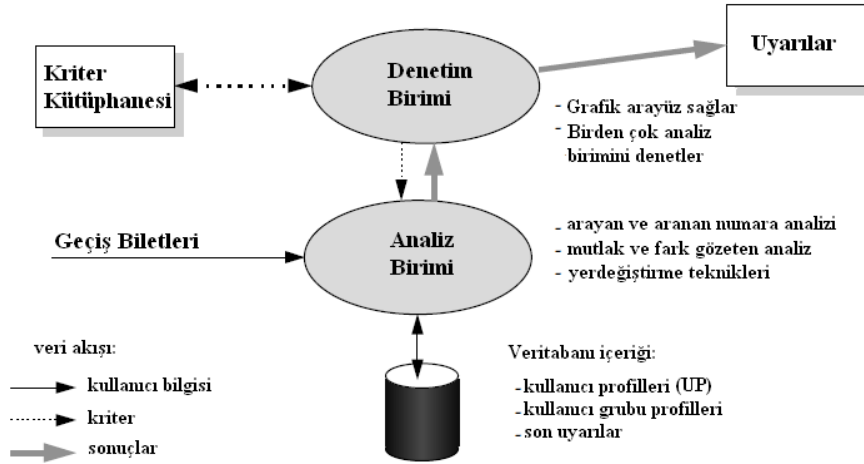 Uyarılar
Kriter
Kütüphanesi
Denetim
Birimi
- Grafik arayüz sağlar
- Birden çok analiz
birimini denetler
Geçiş Biletleri
Analiz
Birimi
- arayan ve aranan numara analizi
- mutlak ve fark gözeten analiz
- yerdeğiştirme teknikleri
veri akışı:
kullanıcı bilgisi
kriter
sonuçlar
Veritabanı içeriği:
- kullanıcı profilleri (UP)
- kullanıcı grubu profilleri
- son uyarılar